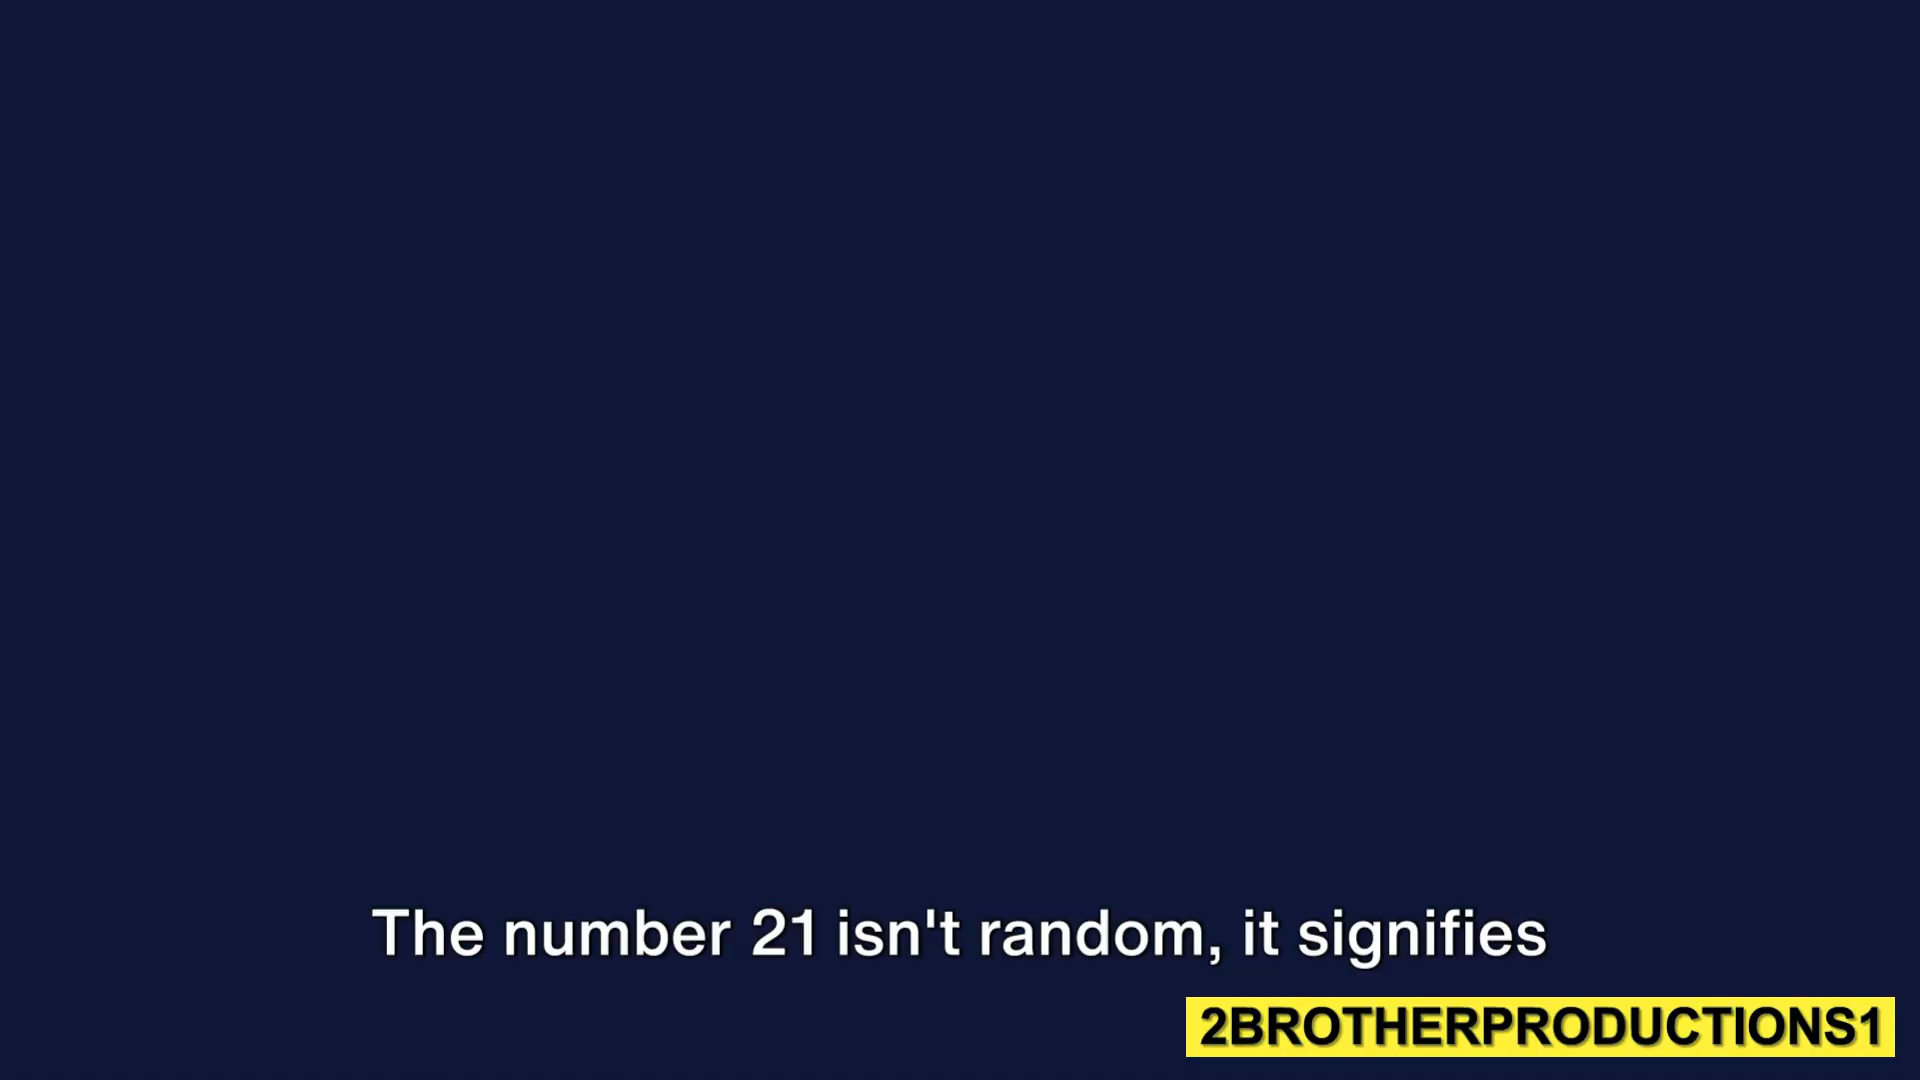 The number 21 isn't random, it signifies
2BROTHERPRODUCTIONS1